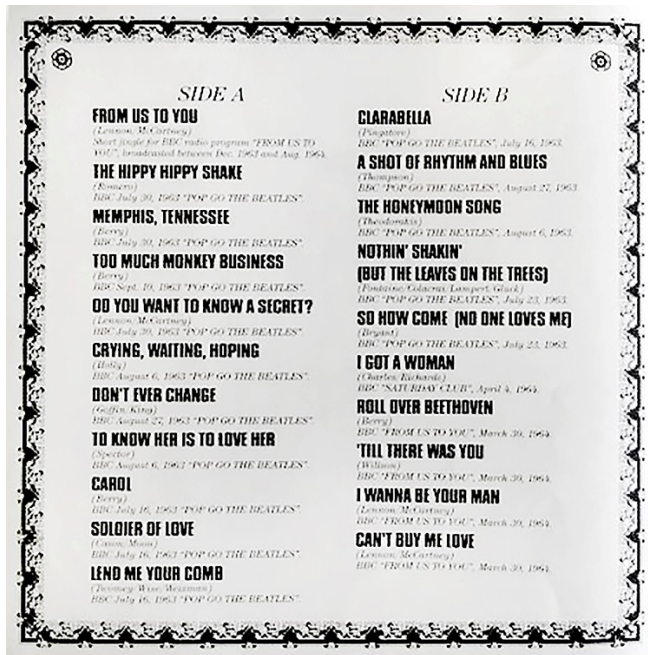 SIDE A
FROM US TO YOU
(Lennon/McCartney)
Short jingle for BBC radio program "FROM US TO
YOU", broadcasted between Dec. 1963 and Aug. 1964.
THE HIPPY HIPPY SHAKE
(Romero)
BBC July 30, 1963 "POP GO THE BEATLES".
MEMPHIS, TENNESSEE
(Berry)
BBC July 30, 1963 "POP GO THE BEATLES".
TOO MUCH MONKEY BUSINESS
(Berry)
BBC Sept. 10, 1963 "POP GO THE BEATLES".
DO YOU WANT TO KNOW A SECRET?
(Lennon/McCartney)
BBC July 30, 1963 "POP GO THE BEATLES".
CRYING, WAITING, HOPING
(Holly)
BBC August 6, 1963 "POP GO THE BEATLES".
DON'T EVER CHANGE
(Goffin/King)
BBC August 27, 1963 "POP GO THE BEATLES".
TO KNOW HER IS TO LOVE HER
(Spector)
BBC August 6, 1963 "POP GO THE BEATLES".
CAROL
(Berry)
BBC July 16, 1963 "POP GO THE BEATLES".
SOLDIER OF LOVE
(Cason/Moon)
BBC July 16, 1963 "POP GO THE BEATLES".
LEND ME YOUR COMB
(Twomey/Wise/Weisman)
BBC July 16, 1963 "POP GO THE BEATLES".
SIDE B
CLARABELLA
(Pingatore)
BBC "POP GO THE BEATLES", July 16, 1963.
A SHOT OF RHYTHM AND BLUES
(Thompson)
BBC "POP GO THE BEATLES", August 27, 1963
THE HONEYMOON SONG
(Theodorakis)
BBC "POP GO THE BEATLES", August 6, 1963.
NOTHIN' SHAKIN'
(BUT THE LEAVES ON THE TREES)
(Fontaine/Colacrai/Lampert/Gluck)
BBC "POP GO THE BEATLES", July 23, 1963.
SO HOW COME (NO ONE LOVES ME)
(Bryant)
BBC "POP GO THE BEATLES", July 23, 1963.
I GOT A WOMAN
(Charles/Richards)
BBC "SATURDAY CLUB", April 4, 1964.
ROLL OVER BEETHOVEN
(Berry)
BBC "FROM US TO YOU", March 30, 1964.
'TILL THERE WAS YOU
(Willson)
BBC "FROM US TO YOU", March 30, 1964.
I WANNA BE YOUR MAN
(Lennon/McCartney)
BBC "FROM US TO YOU", March 30, 1964.
CAN'T BUY ME LOVE
(Lennon/McCartney)
BBC "FROM US TO YOU", March 30, 1964.